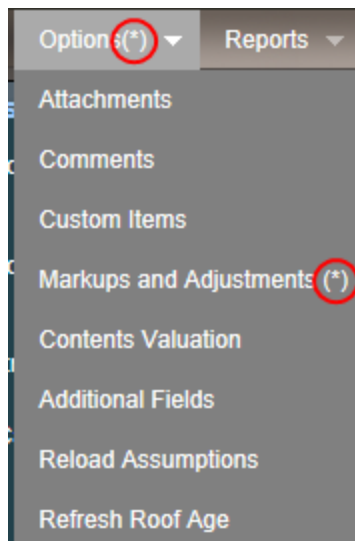 Options(*) Reports
Attachments
Comments
Custom Items
Markups and Adjustments (*)
Contents Valuation
Additional Fields
Reload Assumptions
Refresh Roof Age